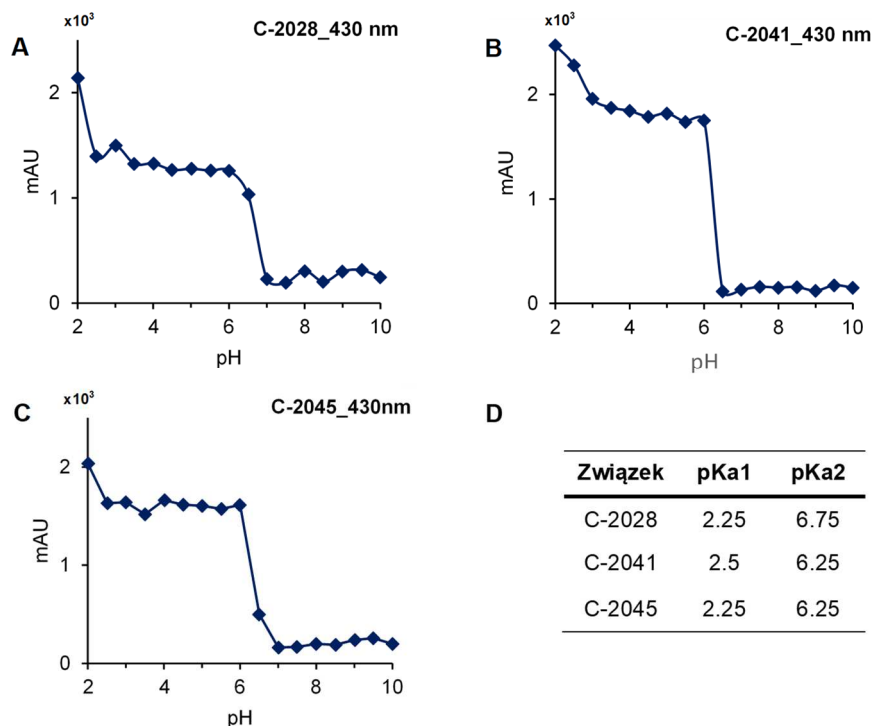 A
x10³
C-2028_430 nm
2
1
0
mAU
2 4 6 8 10
pH
B
x10³
C-2041_430 nm
2
1
0
mAU
2 4 6 8 10
pH
C
x10³
C-2045_430nm
2
1
0
mAU
2 4 6 8 10
pH
D
Związek pKa1 pKa2
C-2028 2.25 6.75
C-2041 2.5 6.25
C-2045 2.25 6.25